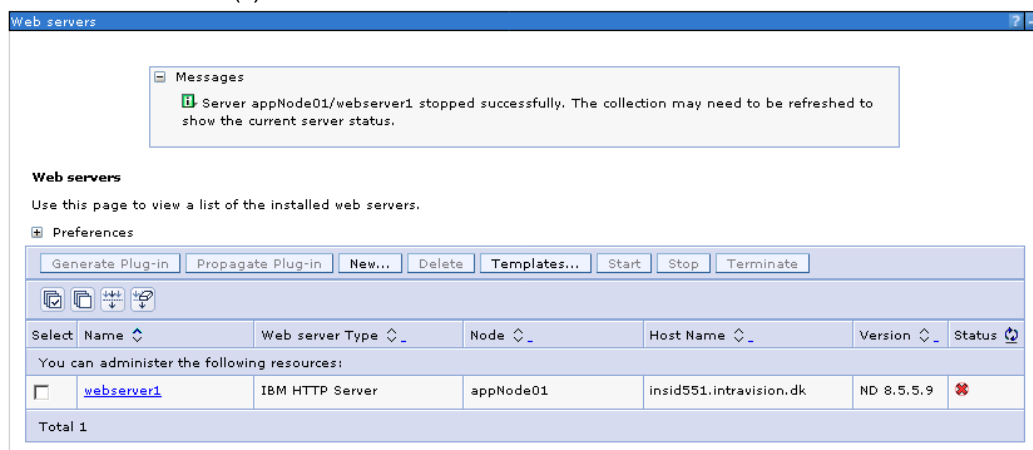 Web servers ? -
Messages
Server appNode01/webserver1 stopped successfully. The collection may need to be refreshed to
show the current server status.
Web servers
Use this page to view a list of the installed web servers.
Preferences
Generate Plug-in Propagate Plug-in New... Delete Templates... Start Stop Terminate
Select Name Web server Type Node Host Name Version Status
You can administer the following resources:
webserver1 IBM HTTP Server appNode01 insid551.intravision.dk ND 8.5.5.9
Total 1